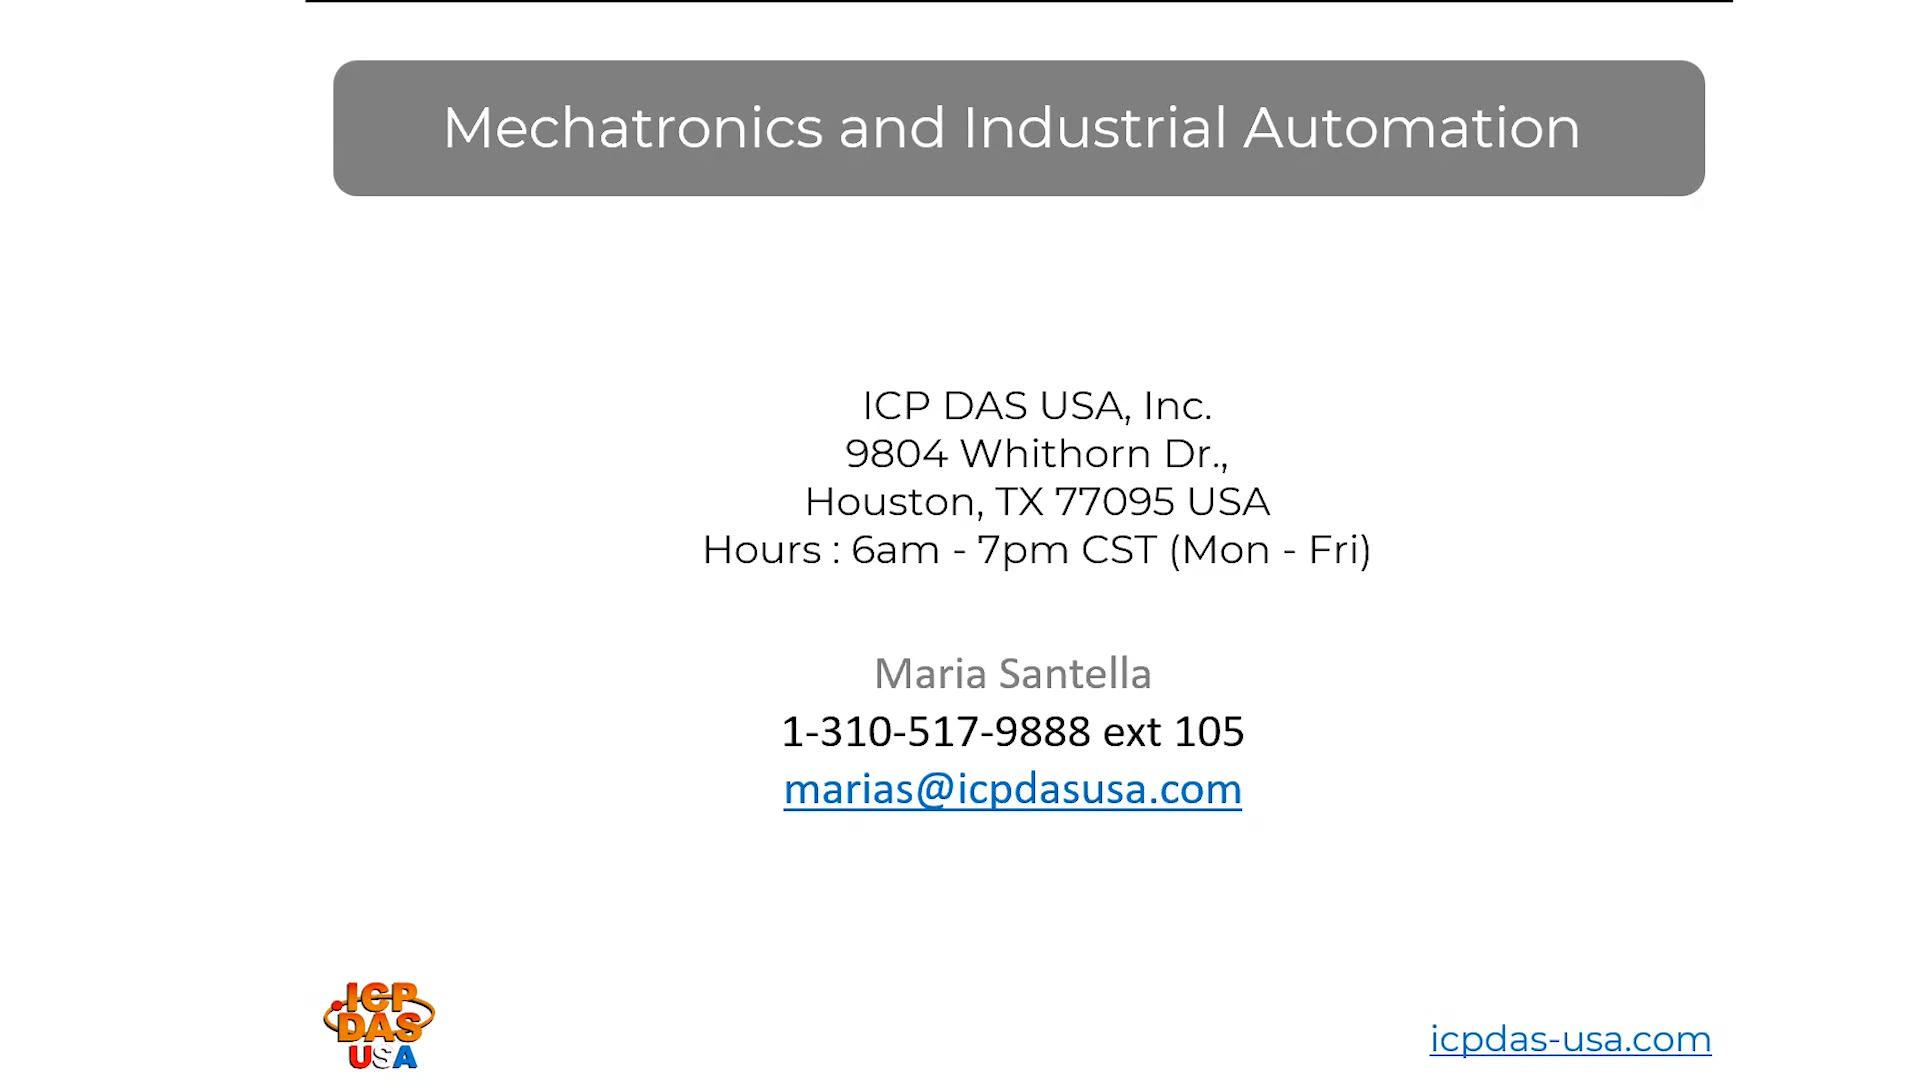 Mechatronics and Industrial Automation
ICP DAS USA, Inc.
9804 Whithorn Dr.,
Houston, TX 77095 USA
Hours : 6am - 7pm CST (Mon - Fri)
Maria Santella
1-310-517-9888 ext 105
marias@icpdasusa.com
ICP
DAS
USA
icpdas-usa.com